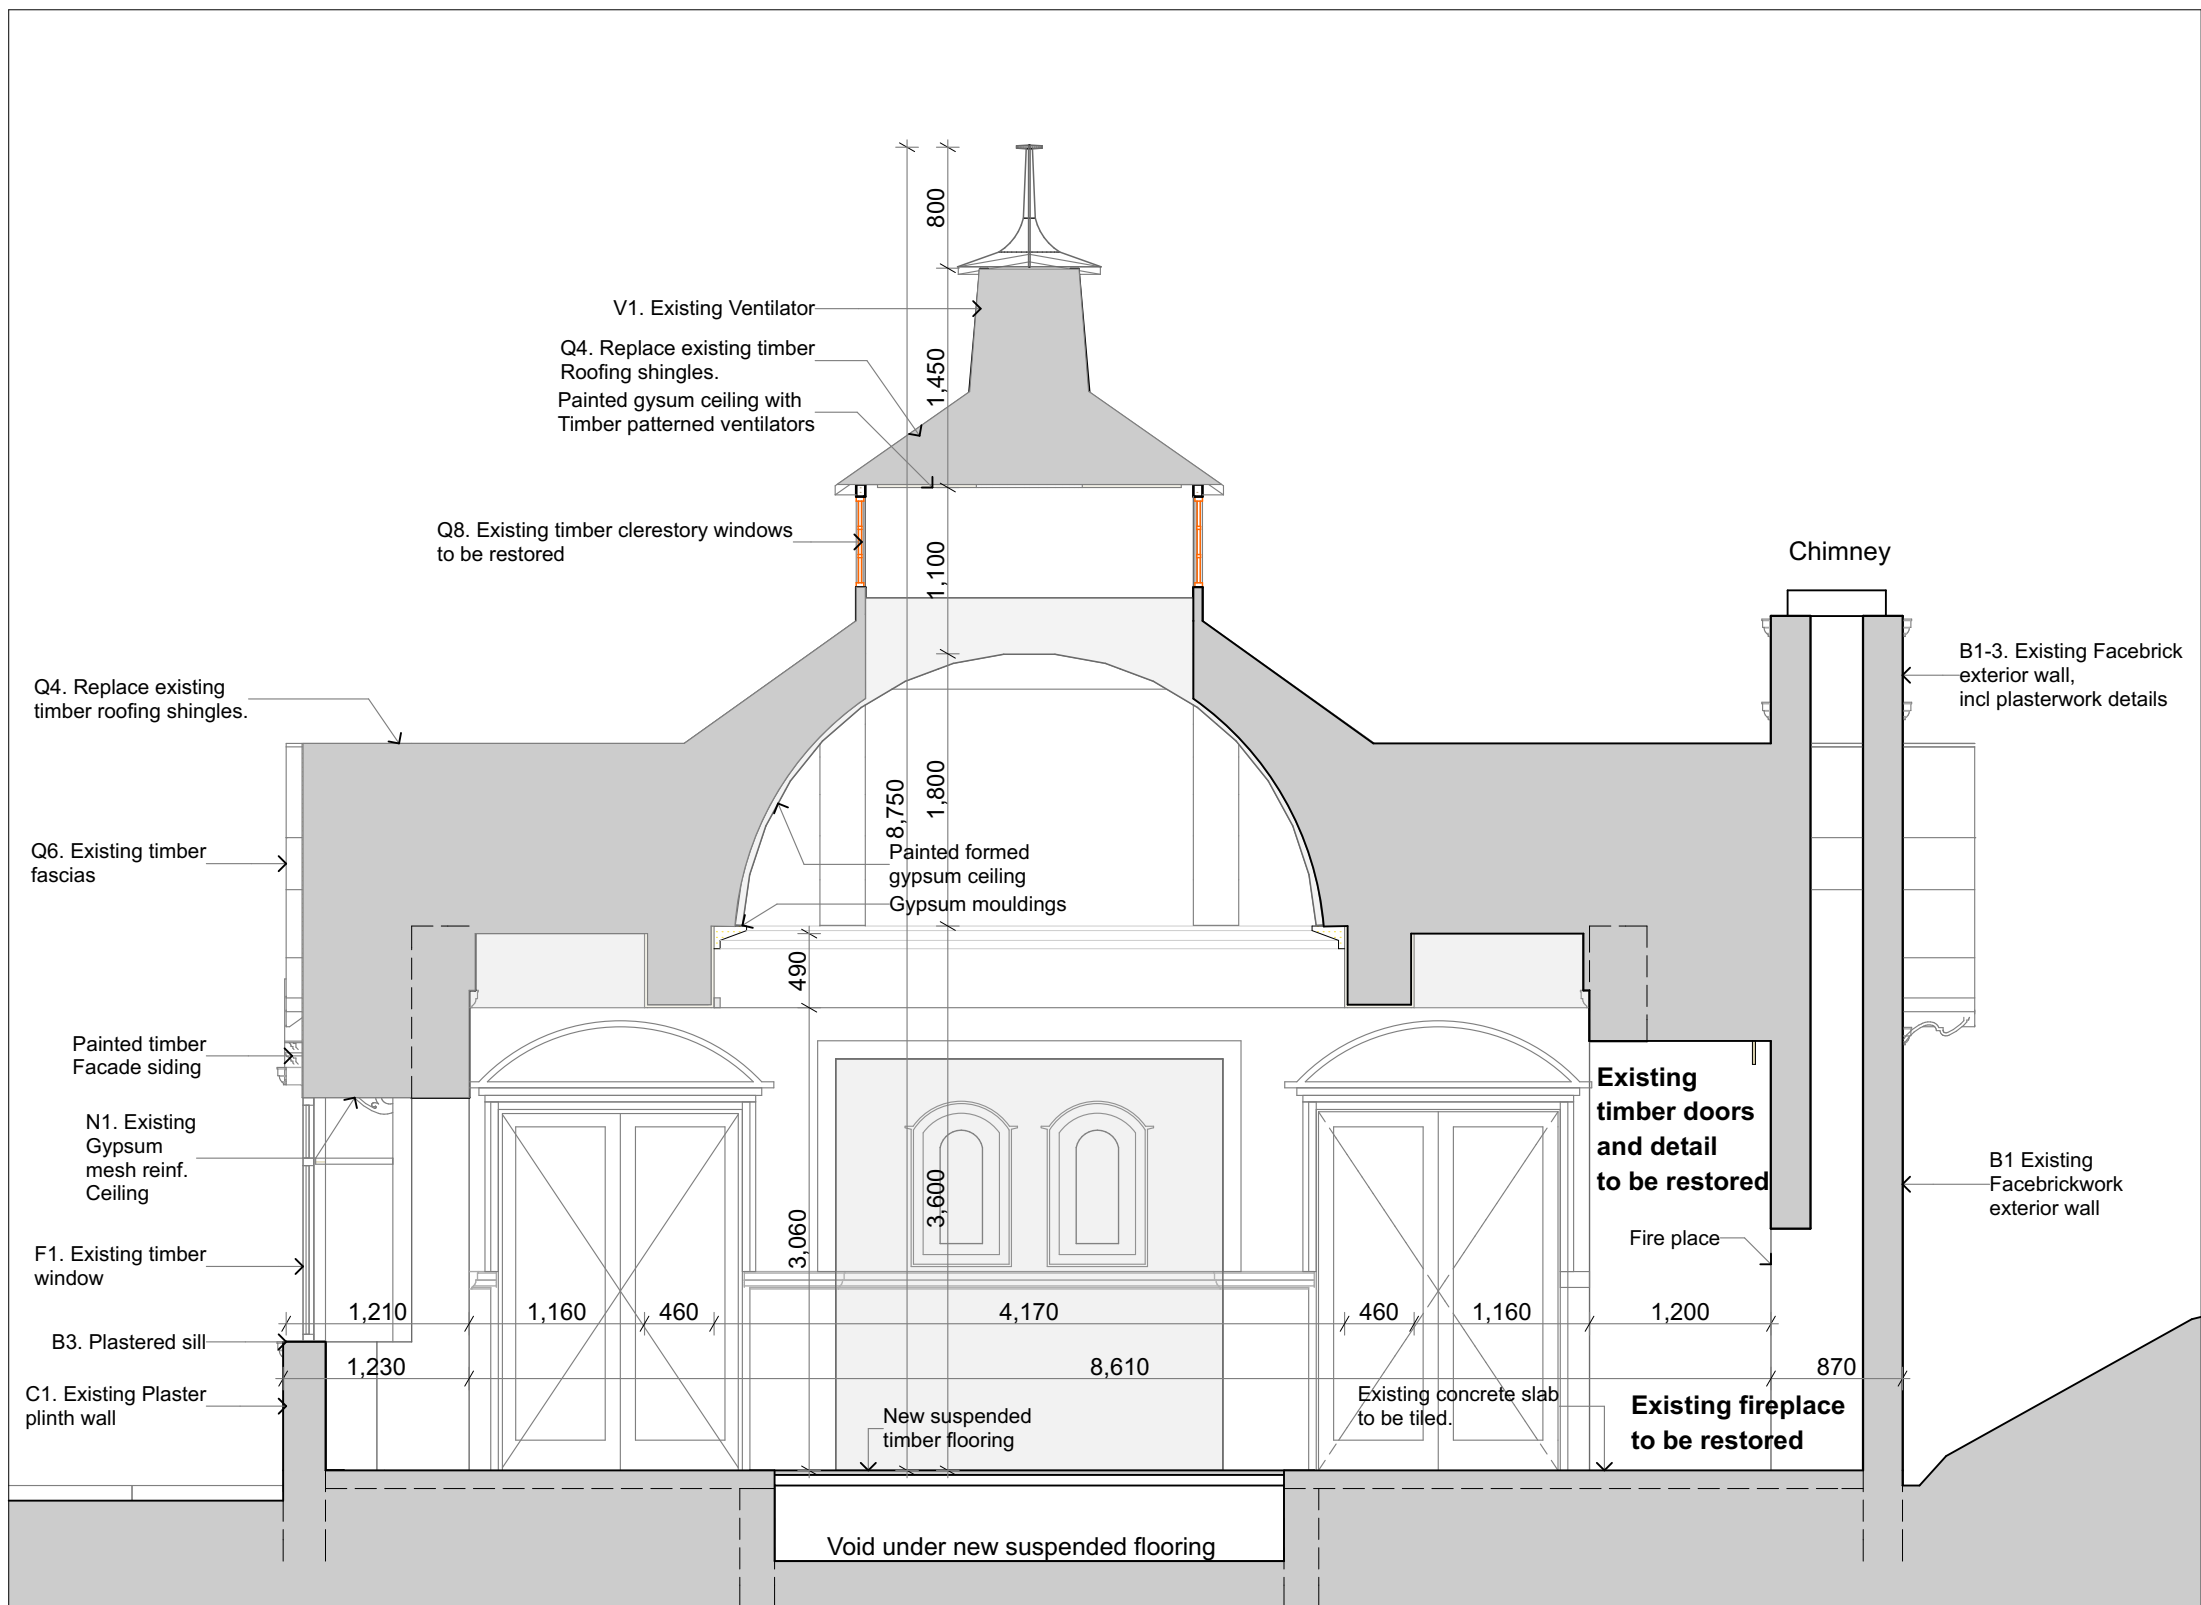 800
V1. Existing Ventilator
Q4. Replace existing timber
Roofing shingles.
1,450
Painted gysum ceiling with
Timber patterned ventilators
Q8. Existing timber clerestory windows
to be restored
1,100
Chimney
B1-3. Existing Facebrick
exterior wall,
incl plasterwork details
Q4. Replace existing
timber roofing shingles.
8,750
1,800
Q6. Existing timber
fascias
Painted formed
gypsum ceiling
Gypsum mouldings
490
Painted timber
Facade siding
Existing
timber doors
and detail
to be restored
N1. Existing
Gypsum
mesh reinf.
Ceiling
B1 Existing
Facebrickwork
exterior wall
3,600
3,060
Fire place
F1. Existing timber
window
1,210
1,160
460
4,170
460
1,160
1,200
B3. Plastered sill
1,230
8,610
870
C1. Existing Plaster
plinth wall
Existing concrete slab
to be tiled.
Existing fireplace
to be restored
New suspended
timber flooring
Void under new suspended flooring